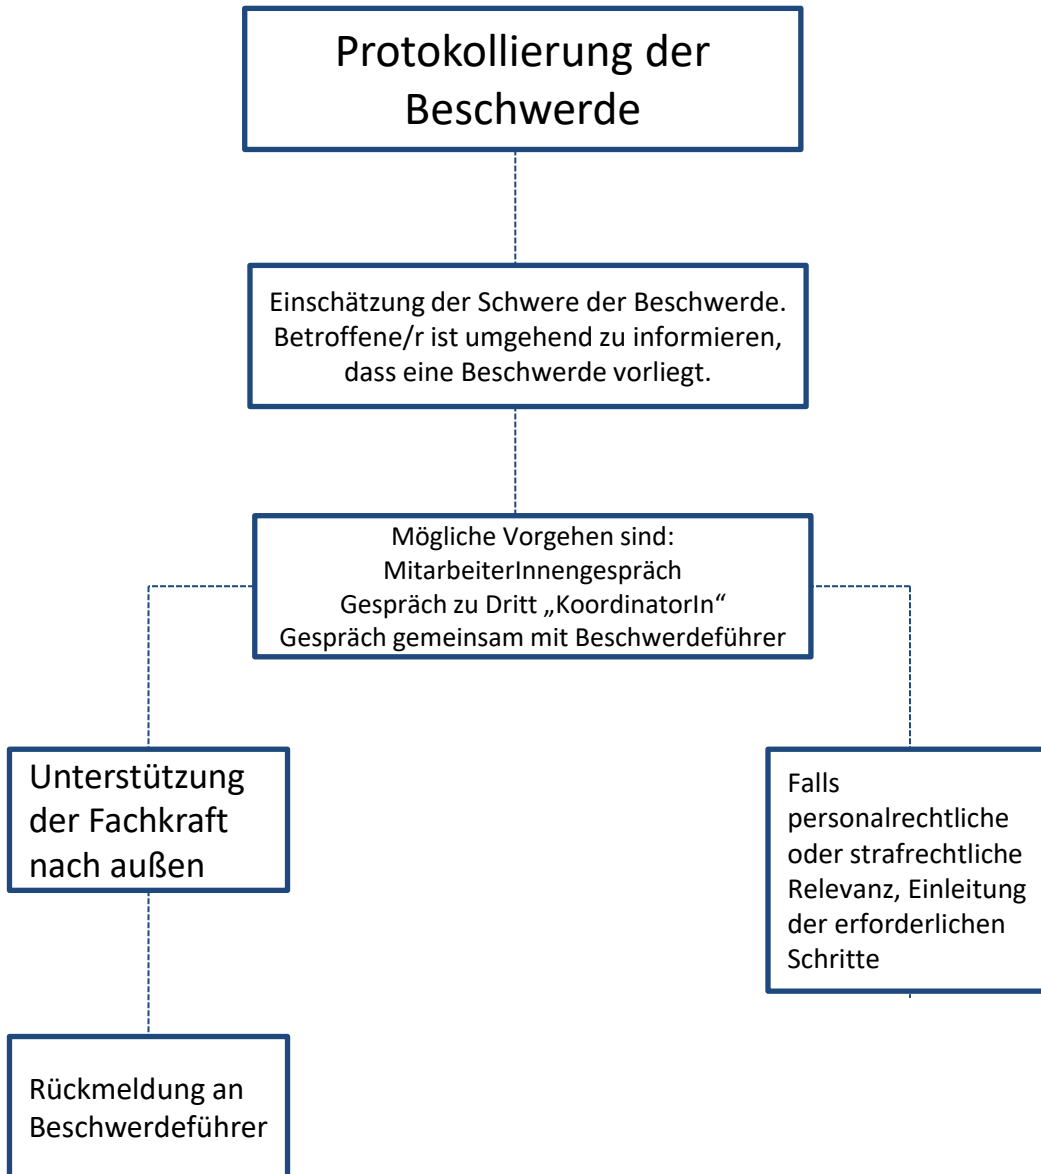 Protokollierung der
Beschwerde
Einschätzung der Schwere der Beschwerde.
Betroffene/r ist umgehend zu informieren,
dass eine Beschwerde vorliegt.
Mögliche Vorgehen sind:
MitarbeiterInnengespräch
Gespräch zu Dritt „KoordinatorIn“
Gespräch gemeinsam mit Beschwerdeführer
Unterstützung
der Fachkraft
nach außen
Falls
personalrechtliche
oder strafrechtliche
Relevanz, Einleitung
der erforderlichen
Schritte
Rückmeldung an
Beschwerdeführer